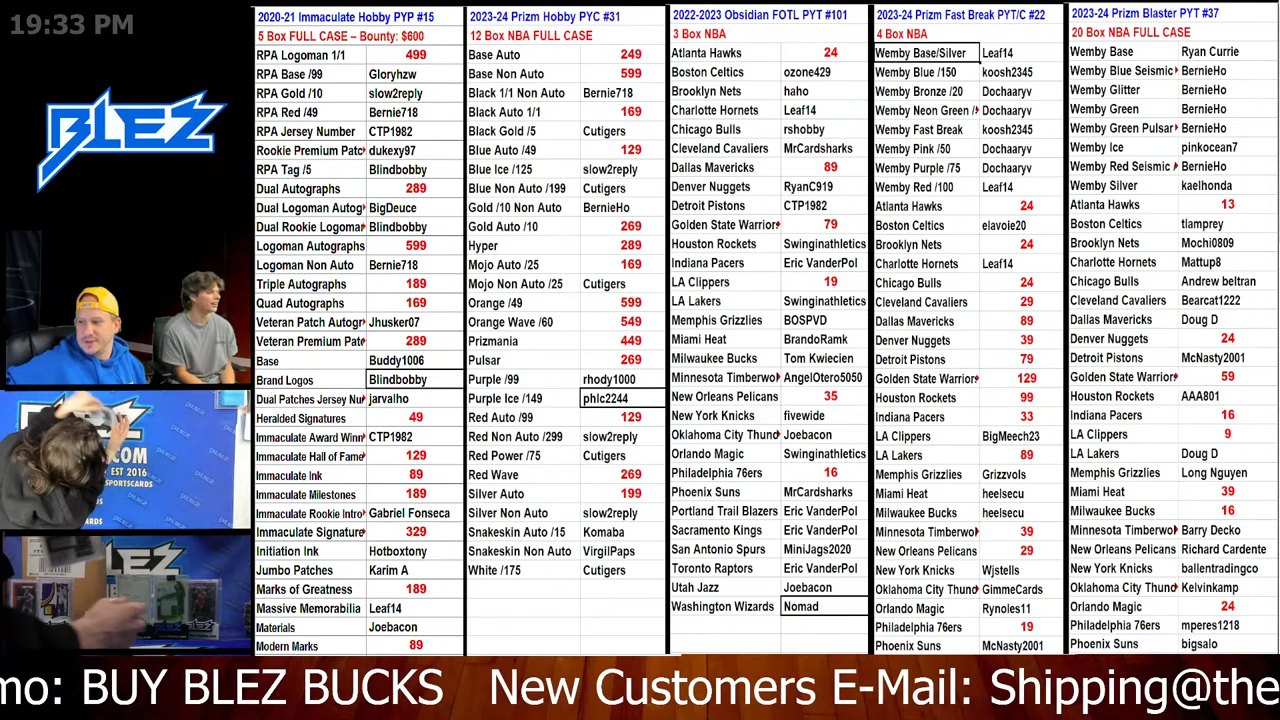 19:33 PM
BLEZ
2020-21 Immaculate Hobby PYP #15
5 Box FULL CASE – Bounty: $600
RPA Logoman 1/1 499
RPA Base /99 Gloryhzw
RPA Gold /10 slow2reply
RPA Red /49 Bernie718
RPA Jersey Number CTP1982
Rookie Premium Patc dukexy97
RPA Tag /5 Blindbobby
Dual Autographs 289
Dual Logoman Autog BigDeuce
Dual Rookie Logoma Blindbobby
Logoman Autographs 599
Logoman Non Auto Bernie718
Triple Autographs 189
Quad Autographs 169
Veteran Patch Autogr Jhusker07
Veteran Premium Pat 289
Base Buddy1006
Brand Logos Blindbobby
Dual Patches Jersey Nu jarvalho
Heralded Signatures 49
Immaculate Award Winn CTP1982
Immaculate Hall of Fame 129
Immaculate Ink 89
Immaculate Milestones 189
Immaculate Rookie Intro Gabriel Fonseca
Immaculate Signature 329
Initiation Ink Hotboxtony
Jumbo Patches Karim A
Marks of Greatness 189
Massive Memorabilia Leaf14
Materials Joebacon
Modern Marks 89
2023-24 Prizm Hobby PYC #31
12 Box NBA FULL CASE
Base Auto 249
Base Non Auto 599
Black 1/1 Non Auto Bernie718
Black Auto 1/1 169
Black Gold /5 Cutigers
Blue Auto /49 129
Blue Ice /125 slow2reply
Blue Non Auto /199 Cutigers
Gold /10 Non Auto BernieHo
Gold Auto /10 269
Hyper 289
Mojo Auto /25 169
Mojo Non Auto /25 Cutigers
Orange /49 599
Orange Wave /60 549
Prizmania 449
Pulsar 269
Purple /99 rhody1000
Purple Ice /149 phlc2244
Red Auto /99 129
Red Non Auto /299 slow2reply
Red Power /75 Cutigers
Red Wave 269
Silver Auto 199
Silver Non Auto slow2reply
Snakeskin Auto /15 Komaba
Snakeskin Non Auto VirgilPaps
White /175 Cutigers
2022-2023 Obsidian FOTL PYT #101
3 Box NBA
Atlanta Hawks 24
Boston Celtics ozone429
Brooklyn Nets haho
Charlotte Hornets Leaf14
Chicago Bulls rshobby
Cleveland Cavaliers MrCardsharks
Dallas Mavericks 89
Denver Nuggets RyanC919
Detroit Pistons CTP1982
Golden State Warrior 79
Houston Rockets Swinginathletics
Indiana Pacers Eric VanderPol
LA Clippers 19
LA Lakers Swinginathletics
Memphis Grizzlies BOSPVD
Miami Heat BrandoRamk
Milwaukee Bucks Tom Kwiecien
Minnesota Timberwo AngelOtero5050
New Orleans Pelicans 35
New York Knicks fivewide
Oklahoma City Thund Joebacon
Orlando Magic Swinginathletics
Philadelphia 76ers 16
Phoenix Suns MrCardsharks
Portland Trail Blazers Eric VanderPol
Sacramento Kings Eric VanderPol
San Antonio Spurs MiniJags2020
Toronto Raptors Eric VanderPol
Utah Jazz Joebacon
Washington Wizards Nomad
2023-24 Prizm Fast Break PYT/C #22
4 Box NBA
Wemby Base/Silver Leaf14
Wemby Blue /150 koosh2345
Wemby Bronze /20 Dochaaryv
Wemby Neon Green / Dochaaryv
Wemby Fast Break koosh2345
Wemby Pink /50 Dochaaryv
Wemby Purple /75 Dochaaryv
Wemby Red /100 Leaf14
Atlanta Hawks 24
Boston Celtics elavoie20
Brooklyn Nets 24
Charlotte Hornets Leaf14
Chicago Bulls 24
Cleveland Cavaliers 29
Dallas Mavericks 89
Denver Nuggets 39
Detroit Pistons 79
Golden State Warrior 129
Houston Rockets 99
Indiana Pacers 33
LA Clippers BigMeech23
LA Lakers 89
Memphis Grizzlies Grizzvols
Miami Heat heelsecu
Milwaukee Bucks heelsecu
Minnesota Timberwo 39
New Orleans Pelicans 29
New York Knicks Wjstells
Oklahoma City Thund GimmeCards
Orlando Magic Rynoles11
Philadelphia 76ers 19
Phoenix Suns McNasty2001
2023-24 Prizm Blaster PYT #37
20 Box NBA FULL CASE
Wemby Base Ryan Currie
Wemby Blue Seismic BernieHo
Wemby Glitter BernieHo
Wemby Green BernieHo
Wemby Green Pulsar BernieHo
Wemby Ice pinkocean7
Wemby Red Seismic BernieHo
Wemby Silver kaelhonda
Atlanta Hawks 13
Boston Celtics tlamprey
Brooklyn Nets Mochi0809
Charlotte Hornets Mattup8
Chicago Bulls Andrew beltran
Cleveland Cavaliers Bearcat1222
Dallas Mavericks Doug D
Denver Nuggets 24
Detroit Pistons McNasty2001
Golden State Warrior 59
Houston Rockets AAA801
Indiana Pacers 16
LA Clippers 9
LA Lakers Doug D
Memphis Grizzlies Long Nguyen
Miami Heat 39
Milwaukee Bucks 16
Minnesota Timberwo Barry Decko
New Orleans Pelicans Richard Cardente
New York Knicks ballentradingco
Oklahoma City Thund Kelvinkamp
Orlando Magic 24
Philadelphia 76ers mperes1218
Phoenix Suns bigsalo
.COM
EST 2016
SPORTSCARDS
BLEZ
mo: BUY BLEZ BUCKS New Customers E-Mail: Shipping@the